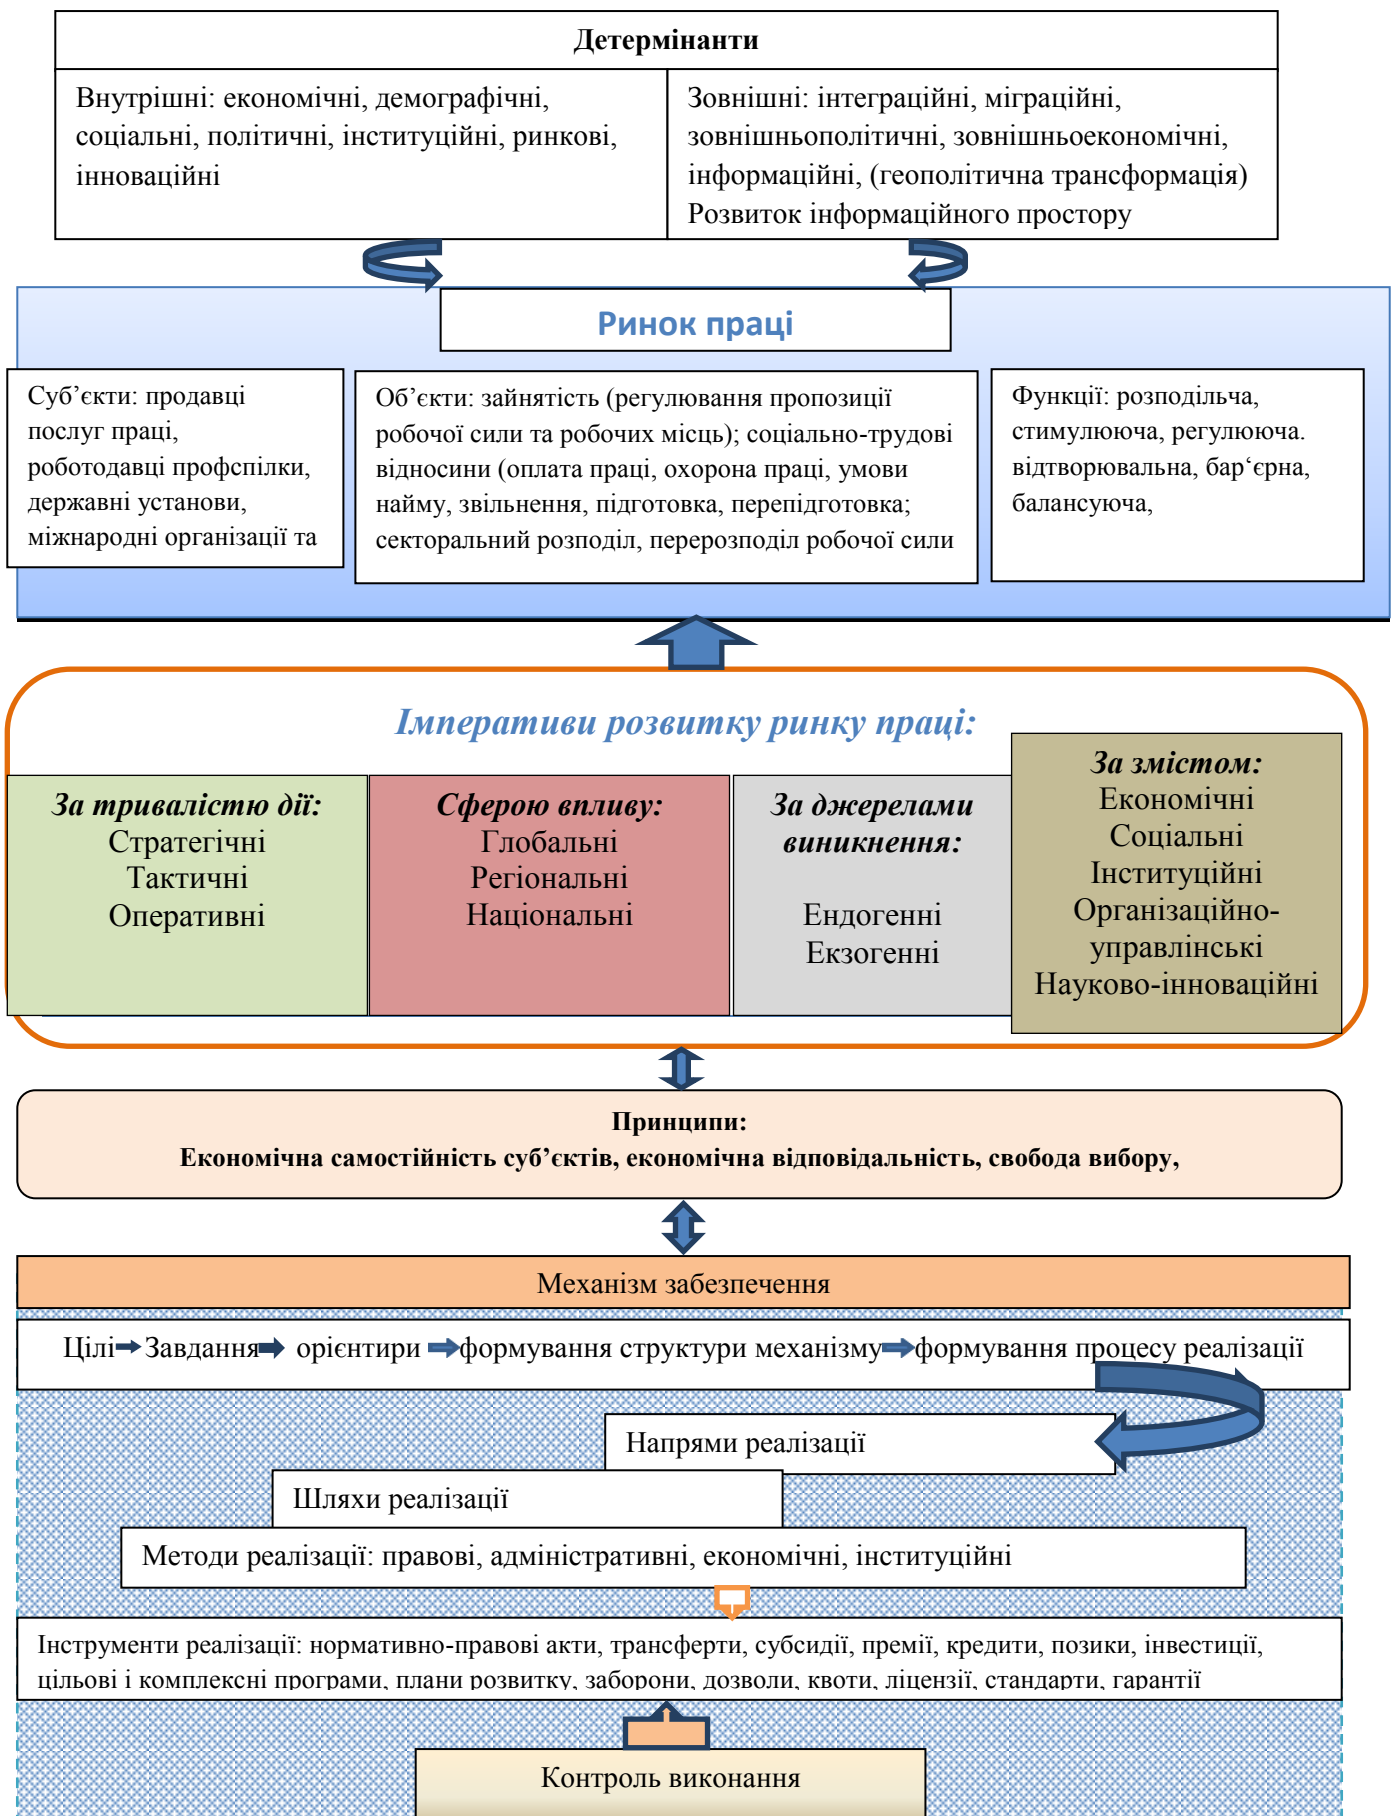 Детермінанти
Внутрішні: економічні, демографічні,
соціальні, політичні, інституційні, ринкові,
інноваційні
Зовнішні: інтеграційні, міграційні,
зовнішньополітичні, зовнішньоекономічні,
інформаційні, (геополітична трансформація)
Розвиток інформаційного простору
Ринок праці
Суб’єкти: продавці
послуг праці,
роботодавці профспілки,
державні установи,
міжнародні організації та
Об’єкти: зайнятість (регулювання пропозиції
робочої сили та робочих місць); соціально-трудові
відносини (оплата праці, охорона праці, умови
найму, звільнення, підготовка, перепідготовка;
секторальний розподіл, перерозподіл робочої сили
Функції: розподільча,
стимулююча, регулююча.
відтворювальна, бар‘єрна,
балансуюча,
Імперативи розвитку ринку праці:
За тривалістю дії:
Стратегічні
Тактичні
Оперативні
Сферою впливу:
Глобальні
Регіональні
Національні
За джерелами
виникнення:
Ендогенні
Екзогенні
За змістом:
Економічні
Соціальні
Інституційні
Організаційно-
управлінські
Науково-інноваційні
Принципи:
Економічна самостійність суб’єктів, економічна відповідальність, свобода вибору,
Механізм забезпечення
Цілі Завдання орієнтири формування структури механізму формування процесу реалізації
Напрями реалізації
Шляхи реалізації
Методи реалізації: правові, адміністративні, економічні, інституційні
Інструменти реалізації: нормативно-правові акти, трансферти, субсидії, премії, кредити, позики, інвестиції,
цільові і комплексні програми, плани розвитку, заборони, дозволи, квоти, ліцензії, стандарти, гарантії
Контроль виконання